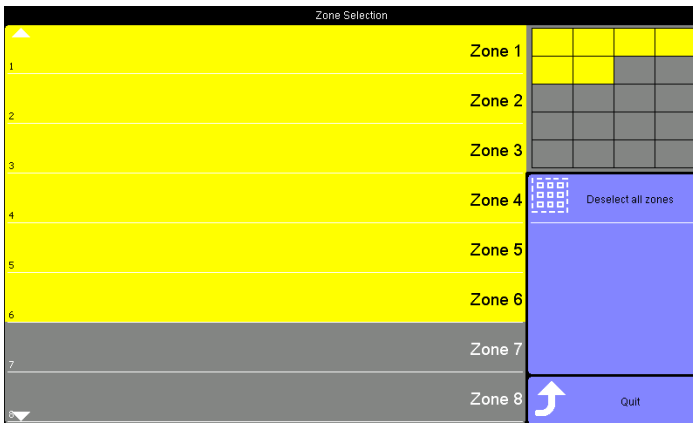 Zone Selection
Zone 1
1
Zone 2
2
Zone 3
3
Zone 4
4
Deselect all zones
Zone 5
5
Zone 6
6
Zone 7
7
Zone 8
8
Quit